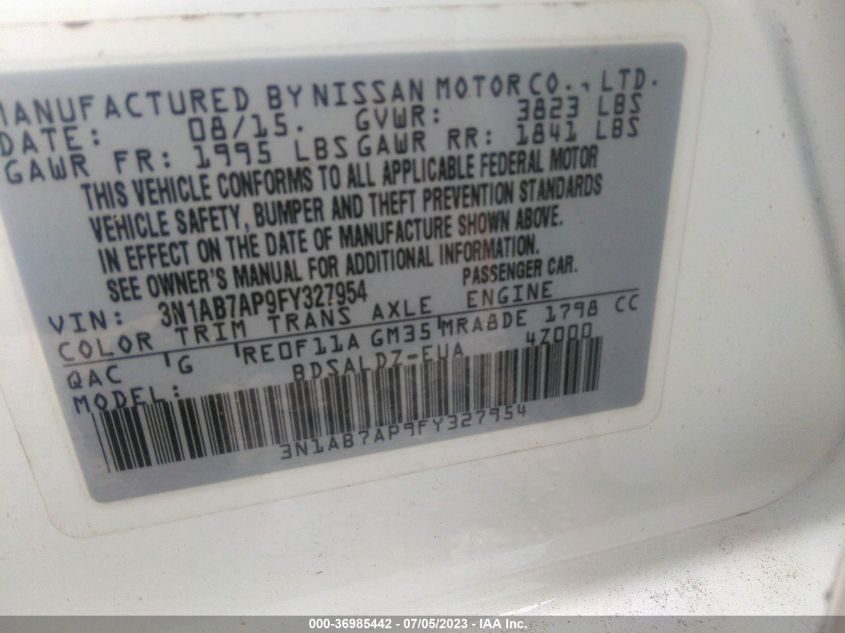 MANUFACTURED BY NISSAN MOTOR CO., LTD.
DATE: 08/15. GVWR: 3823 LBS
GAWR FR: 1995 LBS GAWR RR: 1841 LBS
THIS VEHICLE CONFORMS TO ALL APPLICABLE FEDERAL MOTOR
VEHICLE SAFETY, BUMPER AND THEFT PREVENTION STANDARDS
IN EFFECT ON THE DATE OF MANUFACTURE SHOWN ABOVE.
SEE OWNER'S MANUAL FOR ADDITIONAL INFORMATION.
VIN: 3N1AB7AP9FY327954 PASSENGER CAR.
COLOR TRIM TRANS AXLE ENGINE
QAC 'G 'RE0F11A GM35 'MRA8DE 1798 CC
MODEL: BDSALDZ-EUA 4Z000
3N1AB7AP9FY327954
000-36985442 - 07/05/2023 - IAA Inc.